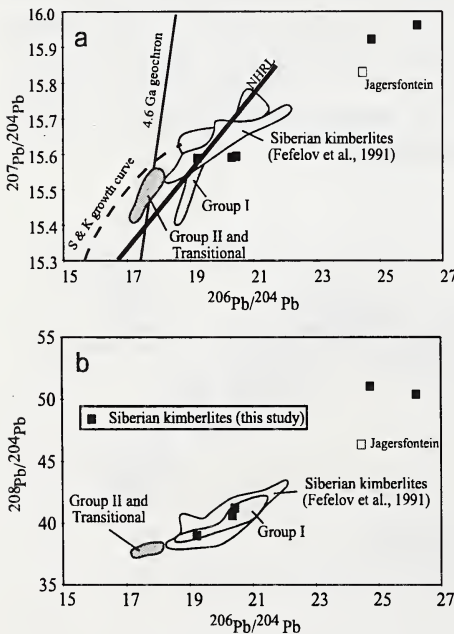 a
16.0
15.9
15.8
15.7
15.6
15.5
15.4
15.3
207Pb/204Pb
4.6 Ga geochron
S & K growth curve
NHRL
Jagersfontein
Siberian kimberlites
(Fefelov et al., 1991)
Group I
Group II and
Transitional
15 17 19 21 23 25 27
206Pb/204 Pb
b
55
50
45
40
35
208Pb/204Pb
Siberian kimberlites (this study)
Jagersfontein
Siberian kimberlites
(Fefelov et al., 1991)
Group II and
Transitional
Group I
15 17 19 21 23 25 27
206Pb/204Pb